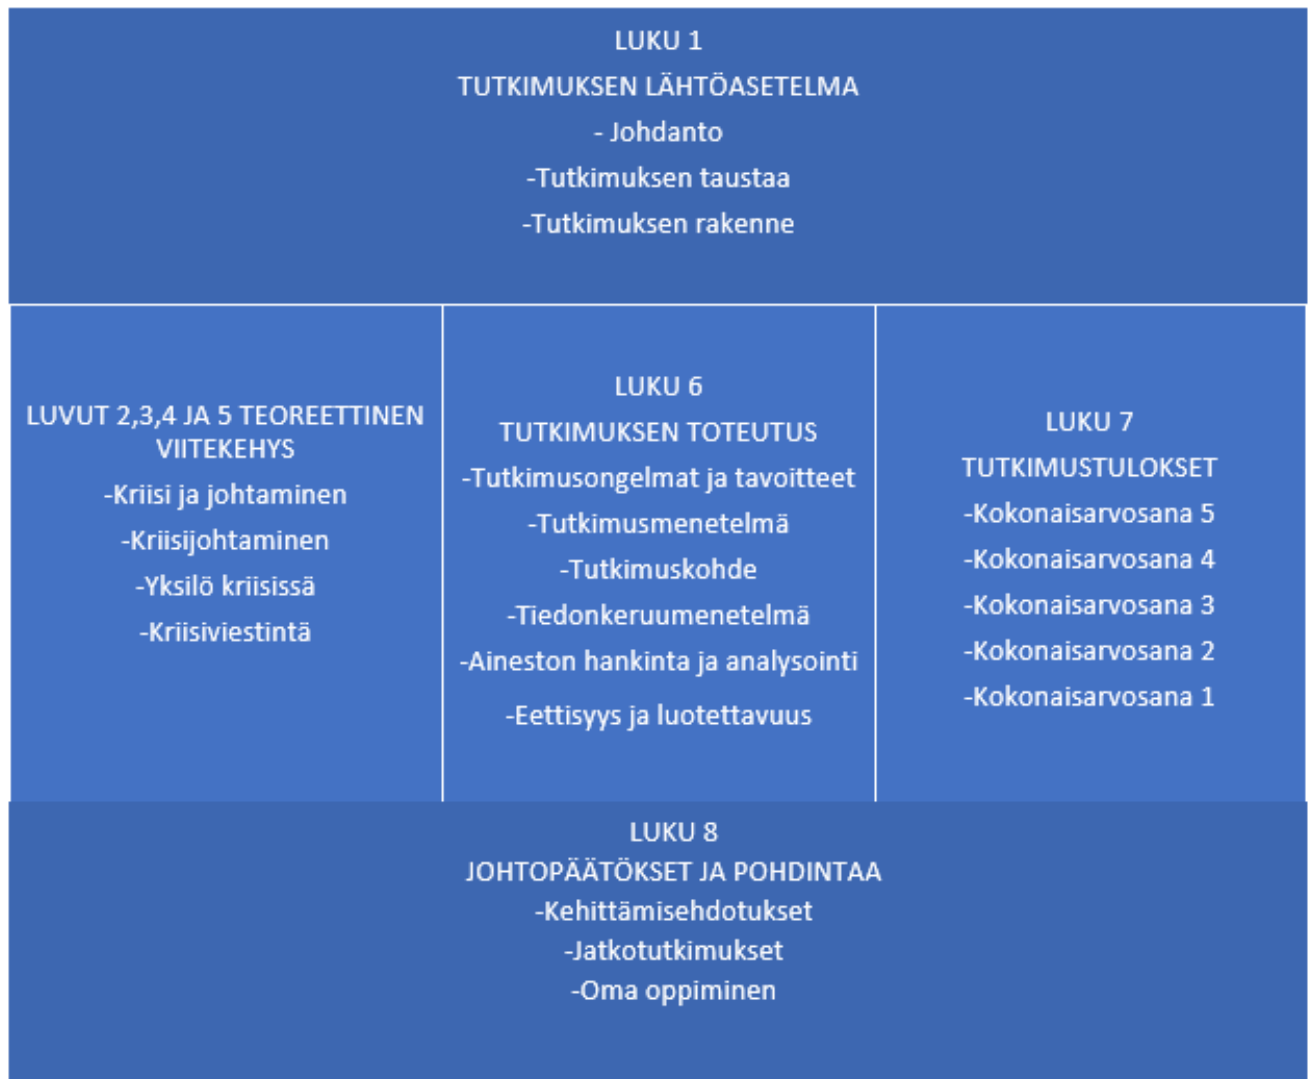 LUKU 1
TUTKIMUKSEN LÄHTÖASETELMA
- Johdanto
-Tutkimuksen taustaa
-Tutkimuksen rakenne
LUVUT 2,3,4 JA 5 TEOREETTINEN
VIITEKEHYS
-Kriisi ja johtaminen
-Kriisijohtaminen
-Yksilö kriisissä
-Kriisiviestintä
LUKU 6
TUTKIMUKSEN TOTEUTUS
-Tutkimusongelmat ja tavoitteet
-Tutkimusmenetelmä
-Tutkimuskohde
-Tiedonkeruumenetelmä
-Aineston hankinta ja analysointi
-Eettisyys ja luotettavuus
LUKU 7
TUTKIMUSTULOKSET
-Kokonaisarvosana 5
-Kokonaisarvosana 4
-Kokonaisarvosana 3
-Kokonaisarvosana 2
-Kokonaisarvosana 1
LUKU 8
JOHTOPÄÄTÖKSET JA POHDINTAA
-Kehittämisehdotukset
-Jatkotutkimukset
-Oma oppiminen